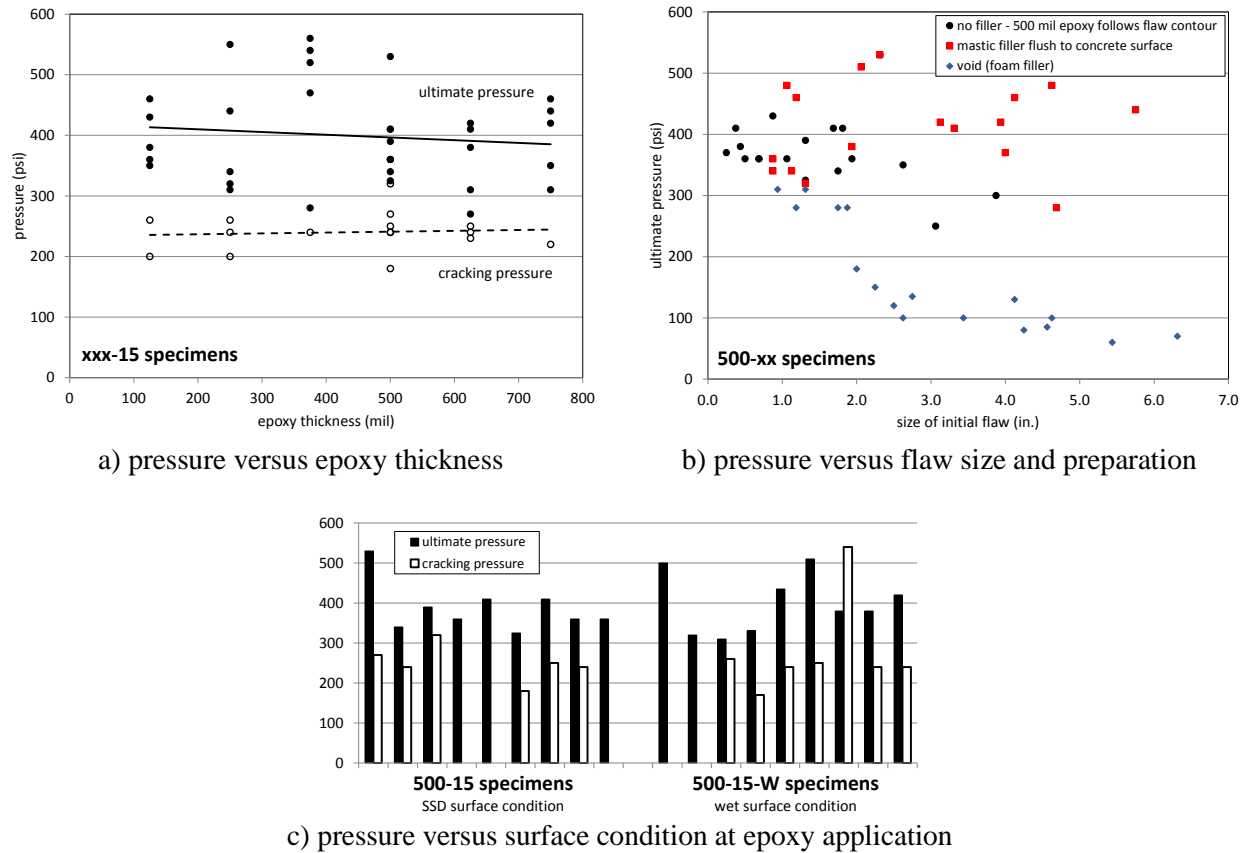 600
500
400
300
200
100
0
pressure (psi)
ultimate pressure
cracking pressure
xxx-15 specimens
0 100 200 300 400 500 600 700 800
epoxy thickness (mil)
a) pressure versus epoxy thickness
600
500
400
300
200
100
0
ultimate pressure (psi)
no filler - 500 mil epoxy follows flaw contour
mastic filler flush to concrete surface
void (foam filler)
500-xx specimens
0.0 1.0 2.0 3.0 4.0 5.0 6.0 7.0
size of initial flaw (in.)
b) pressure versus flaw size and preparation
600
500
400
300
200
100
0
ultimate pressure
cracking pressure
500-15 specimens
SSD surface condition
500-15-W specimens
wet surface condition
c) pressure versus surface condition at epoxy application